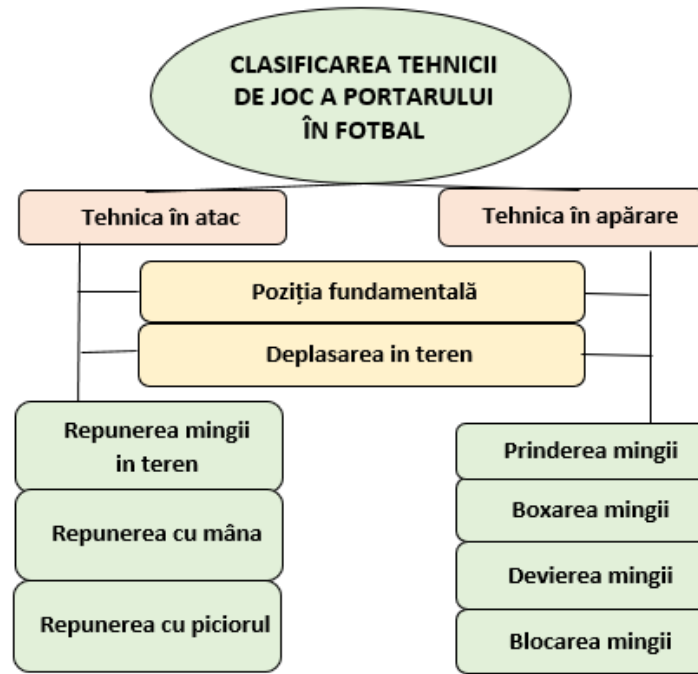 CLASIFICAREA TEHNICII
DE JOC A PORTARULUI
ÎN FOTBAL
Tehnica în atac
Tehnica în apărare
Poziția fundamentală
Deplasarea in teren
Repunerea mingii
in teren
Repunerea cu mâna
Repunerea cu piciorul
Prinderea mingii
Boxarea mingii
Devierea mingii
Blocarea mingii